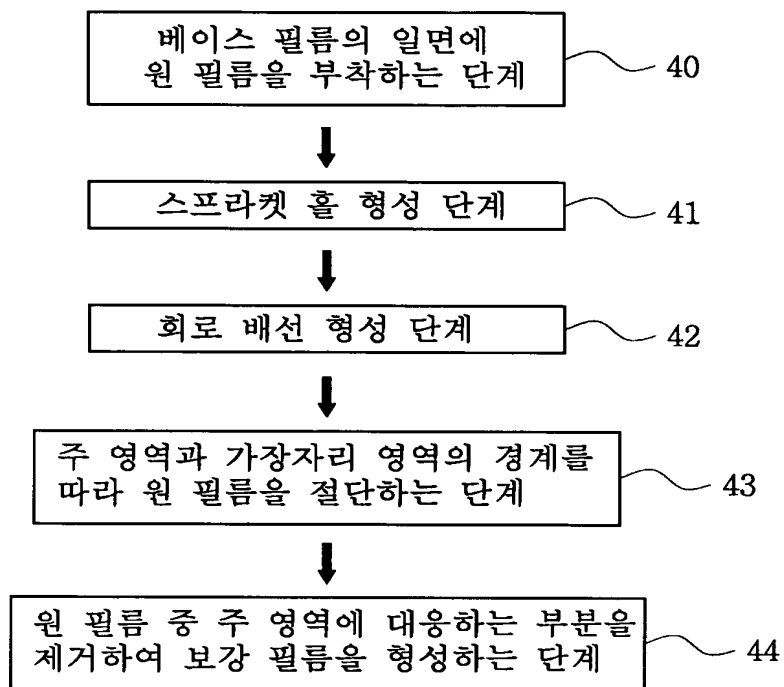 베이스 필름의 일면에
원 필름을 부착하는 단계
40
스프라켓 홀 형성 단계
41
회로 배선 형성 단계
42
주 영역과 가장자리 영역의 경계를
따라 원 필름을 절단하는 단계
43
원 필름 중 주 영역에 대응하는 부분을
제거하여 보강 필름을 형성하는 단계
44